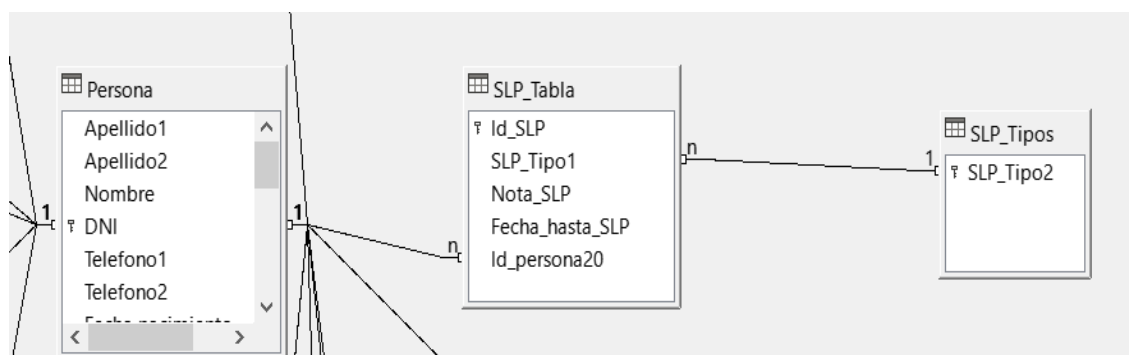 Persona
Apellido1
Apellido2
Nombre
DNI
Telefono1
Telefono2
1
1
n
SLP_Tabla
Id_SLP
SLP_Tipo1
Nota_SLP
Fecha_hasta_SLP
Id_persona20
n
1
SLP_Tipos
SLP_Tipo2